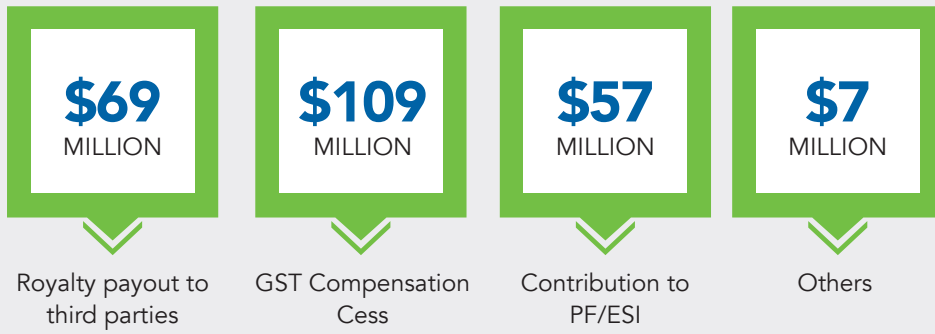 $69
MILLION
Royalty payout to
third parties
$109
MILLION
GST Compensation
Cess
$57
MILLION
Contribution to
PF/ESI
$7
MILLION
Others